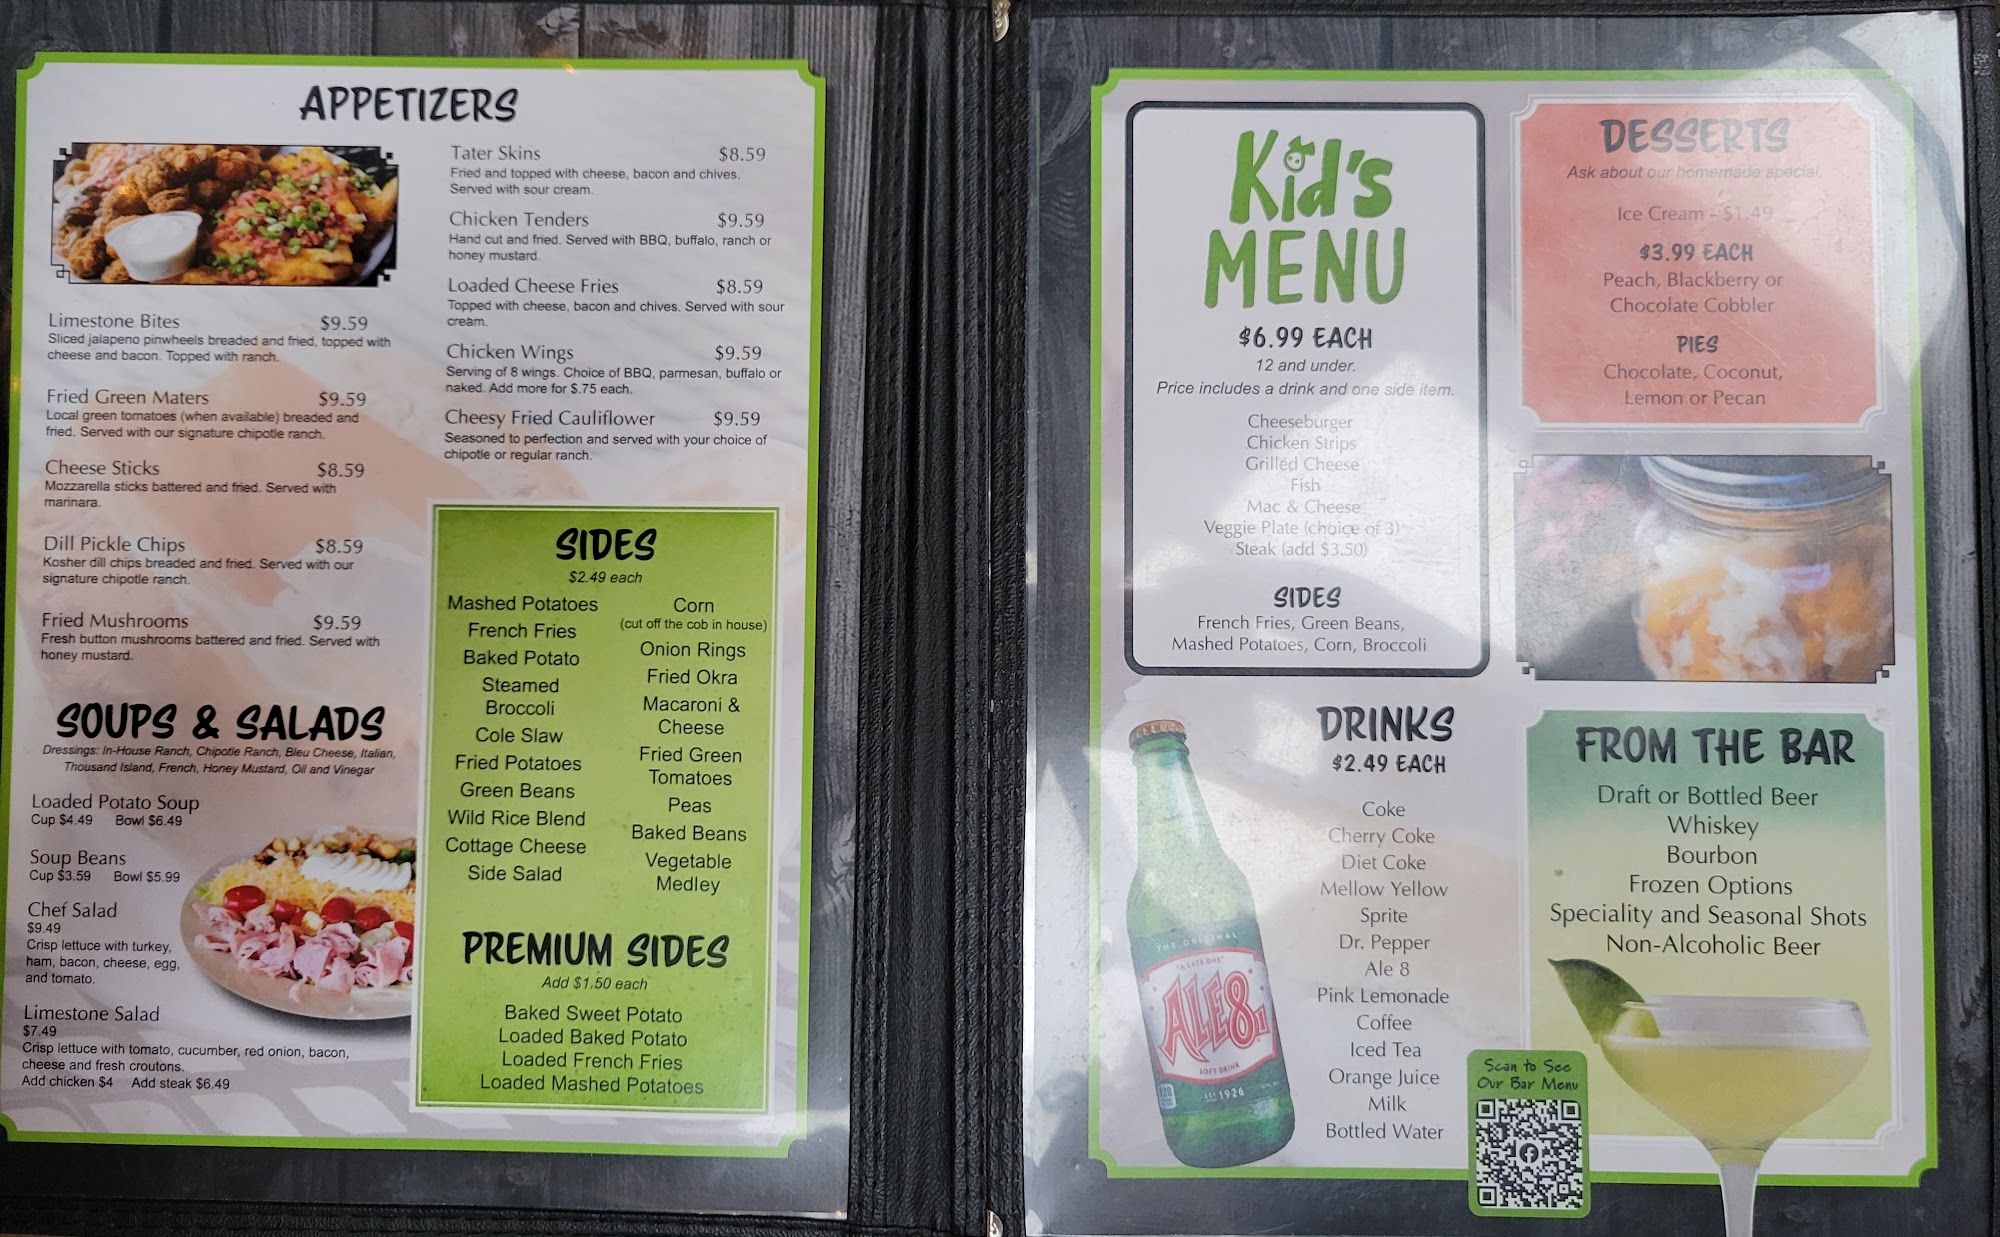 APPETIZERS
Limestone Bites $9.59
Sliced jalapeno pinwheels breaded and fried, topped with
cheese and bacon. Topped with ranch.
Fried Green Maters $9.59
Local green tomatoes (when available) breaded and
fried. Served with our signature chipotle ranch.
Cheese Sticks $8.59
Mozzarella sticks battered and fried. Served with
marinara.
Dill Pickle Chips $8.59
Kosher dill chips breaded and fried. Served with our
signature chipotle ranch.
Fried Mushrooms $9.59
Fresh button mushrooms battered and fried. Served with
honey mustard.
Tater Skins $8.59
Fried and topped with cheese, bacon and chives.
Served with sour cream.
Chicken Tenders $9.59
Hand cut and fried. Served with BBQ, buffalo, ranch or
honey mustard.
Loaded Cheese Fries $8.59
Topped with cheese, bacon and chives. Served with sour
cream.
Chicken Wings $9.59
Serving of 8 wings. Choice of BBQ, parmesan, buffalo or
naked. Add more for $.75 each.
Cheesy Fried Cauliflower $9.59
Seasoned to perfection and served with your choice of
chipotle or regular ranch.
SOUPS & SALADS
Dressings: In-House Ranch, Chipotle Ranch, Bleu Cheese, Italian,
Thousand Island, French, Honey Mustard, Oil and Vinegar
Loaded Potato Soup
Cup $4.49 Bowl $6.49
Soup Beans
Cup $3.59 Bowl $5.99
Chef Salad
$9.49
Crisp lettuce with turkey,
ham, bacon, cheese, egg,
and tomato.
Limestone Salad
$7.49
Crisp lettuce with tomato, cucumber, red onion, bacon,
cheese and fresh croutons.
Add chicken $4 Add steak $6.49
SIDES
$2.49 each
Mashed Potatoes
French Fries
Baked Potato
Steamed
Broccoli
Cole Slaw
Fried Potatoes
Green Beans
Wild Rice Blend
Cottage Cheese
Side Salad
Corn
(cut off the cob in house)
Onion Rings
Fried Okra
Macaroni &
Cheese
Fried Green
Tomatoes
Peas
Baked Beans
Vegetable
Medley
PREMIUM SIDES
Add $1.50 each
Baked Sweet Potato
Loaded Baked Potato
Loaded French Fries
Loaded Mashed Potatoes
Kid's
MENU
$6.99 EACH
12 and under.
Price includes a drink and one side item.
Cheeseburger
Chicken Strips
Grilled Cheese
Fish
Mac & Cheese
Veggie Plate (choice of 3)
Steak (add $3.50)
SIDES
French Fries, Green Beans,
Mashed Potatoes, Corn, Broccoli
DESSERTS
Ask about our homemade special.
Ice Cream - $1.49
$3.99 EACH
Peach, Blackberry or
Chocolate Cobbler
PIES
Chocolate, Coconut,
Lemon or Pecan
DRINKS
$2.49 EACH
Coke
Cherry Coke
Diet Coke
Mellow Yellow
Sprite
Dr. Pepper
Ale 8
Pink Lemonade
Coffee
Iced Tea
Orange Juice
Milk
Bottled Water
THE ORIGINAL
"A LATE ONE"
ALE8
SOFT DRINK
EST 1926
120
FROM THE BAR
Draft or Bottled Beer
Whiskey
Bourbon
Frozen Options
Speciality and Seasonal Shots
Non-Alcoholic Beer
Scan to See
Our Bar Menu